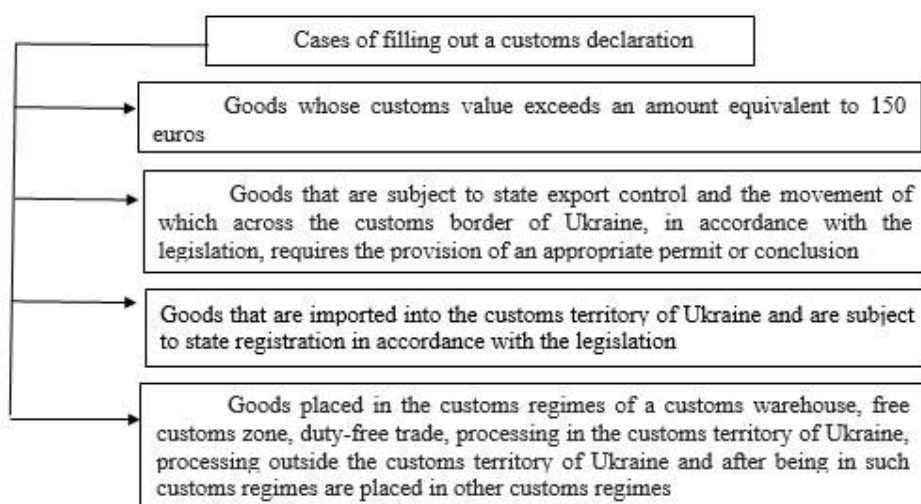 Cases of filling out a customs declaration
Goods whose customs value exceeds an amount equivalent to 150
euros
Goods that are subject to state export control and the movement of
which across the customs border of Ukraine, in accordance with the
legislation, requires the provision of an appropriate permit or conclusion
Goods that are imported into the customs territory of Ukraine and are subject
to state registration in accordance with the legislation
Goods placed in the customs regimes of a customs warehouse, free
customs zone, duty-free trade, processing in the customs territory of Ukraine,
processing outside the customs territory of Ukraine and after being in such
customs regimes are placed in other customs regimes